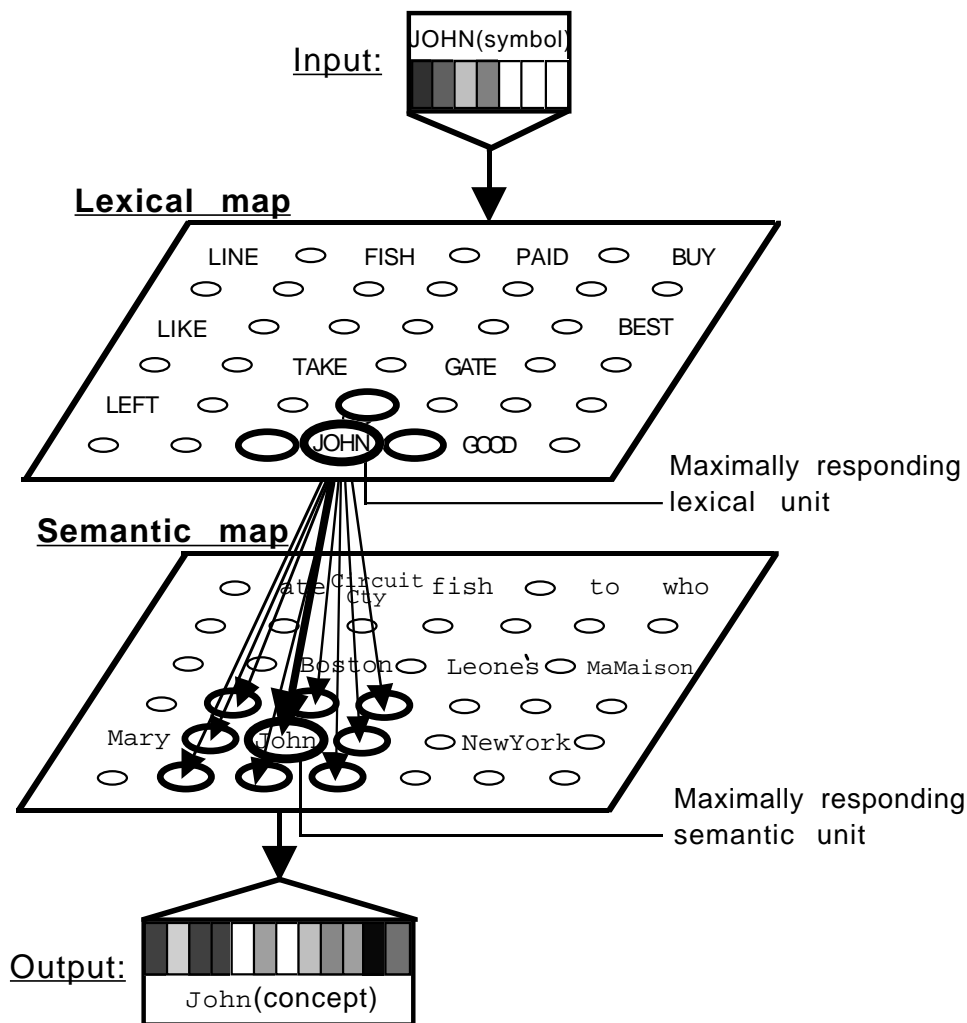 JOHN(symbol)
Input:
Lexical map
LINE FISH PAID BUY
LIKE BEST
TAKE GATE
LEFT
JOHN GOOD
Maximally responding
lexical unit
Semantic map
ate Circuit fish to who
Cty
Boston Leone's MaMaison
Mary John NewYork
Maximally responding
semantic unit
Output:
John(concept)